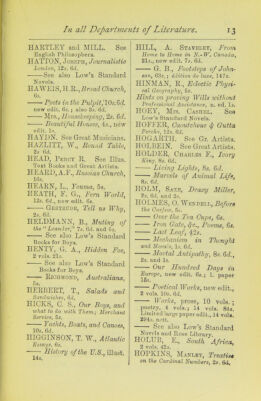 In all Departments of Literature. 13
HARTLEY and MILL. See
English Philosophers.
HATTON, JOSEPH, Journalistic
London, 12s. 6d.
—— See also Low's Standard
Novels.
HAWEIS, H.R., Broad Church,
6s.
—— Poets in the Pulpit, 10s. 6d.
new edit. 6s.; also 3s. 6d.
—— Mrs., Housekeeping, 2s. 6d.
—— Beautiful Houses, 4s., new
edit. 1s.
HAYDN. See Great Musicians.
HAZLITT, W., Round Table,
2s 6d.
HEAD, PERCY R. See Illus.
Text Books and Great Artists.
HEARD, A.F., Russian Church,
16s.
HEARN, L., Youma, 5s.
HEATH, F. G., Fern World,
12s. 6d., new edit. 6s.
—— GERTRUDE, Tell us Why,
2s. 6d.
HELDMANN, B., Mutiny of
the "Leander," 7s. 6d. and 5s.
—— See also Low's Standard
Books for Boys.
HENTY, G. A., Hidden Foe,
2 vols. 21s.
—— See also Low's Standard
Books for Boys.
—— RICHMOND, Australiana,
5s.
HERBERT, T., Salads and
Sandwiches, 6d.
HICKS, C. S., Our Boys, and
what to do with Them; Merchant
Service, 5s.
—— Yachts, Boats, and Canoes,
10s. 6d.
HIGGINSON, T. W., Atlantic
Essays, 6s.
—— History of the U.S., illust.
14s.
HILL, A. STAVELEY, From
Home to Home in N.-W. Canada,
21s., new edit. 7s. 6d.
—— G. B., Footsteps of John-
son, 63s.; édition de luxe, 147s.
HINMAN, R., Eclectic Physi-
cal Geography, 5s.
Hints on proving Wills without
Professional Assistance, n. ed. 1s.
HOEY, Mrs. CASHEL. See
Low's Standard Novels.
HOFFER, Caoutchouc & Gutta
Percha, 12s. 6d.
HOGARTH. See Gr. Artists.
HOLBEIN. See Great Artists.
HOLDER, CHARLES F., Ivory
King, 8s. 6d.
—— Living Lights, 8s. 6d.
—— Marvels of Animal Life,
8s. 6d.
HOLM, SAXE, Draxy Miller,
2s. 6d. and 2s.
HOLMES, O. WENDELL, Before
the Curfew, 5s.
—— Over the Tea Cups, 6s.
—— Iron Gate, &c., Poems, 6s.
—— Last Leaf, 42s.
—— Mechanism in Thought
and Morals, 1s. 6d.
—— Mortal Antipathy, 8s. 6d.,
2s. and 1s.
—— Our Hundred Days in
Europe, new edit. 6s.; l. paper
15s.
—— Poetical Works, new edit.,
2 vols. 10s. 6d.
—— Works, prose, 10 vols.;
poetry, 4 vols.; 14 vols. 84s.
Limited large paper edit., 14 vols.
294s. nett.
—— See also Low's Standard
Novels and Rose Library.
HOLUB, E., South Africa,
2 vols. 42s.
HOPKINS, MANLEY, Treatise
on the Cardinal Numbers, 2s. 6d.